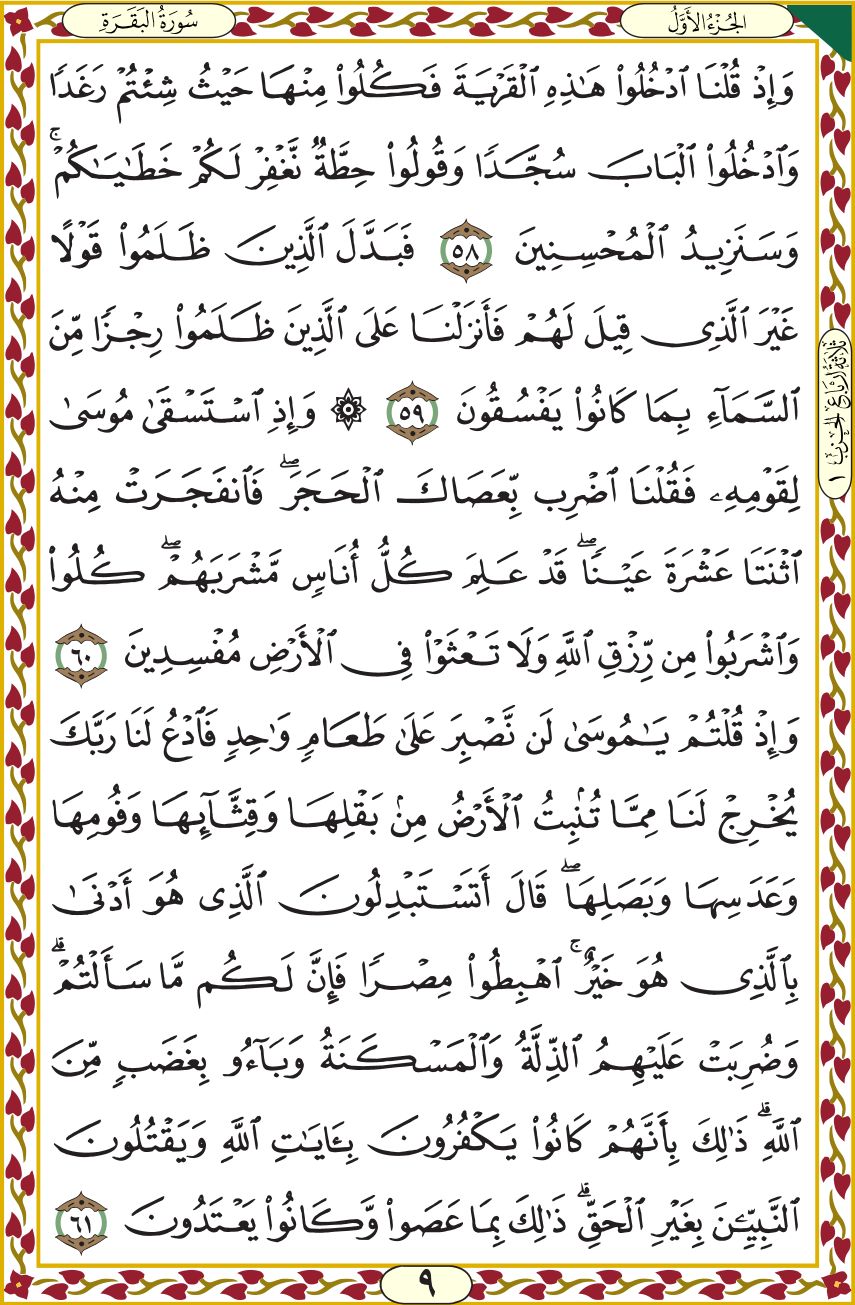 الجُزْءُ الأَوَّلُ
سُورَةُ البَقَرَةِ
وَإِذْ قُلْنَا ٱدْخُلُوا۟ هَـٰذِهِ ٱلْقَرْيَةَ فَكُلُوا۟ مِنْهَا حَيْثُ شِئْتُمْ رَغَدًا
وَٱدْخُلُوا۟ ٱلْبَابَ سُجَّدًا وَقُولُوا۟ حِطَّةٌ نَّغْفِرْ لَكُمْ خَطَـٰيَـٰكُمْ ۚ
وَسَنَزِيدُ ٱلْمُحْسِنِينَ ٥٨ فَبَدَّلَ ٱلَّذِينَ ظَلَمُوا۟ قَوْلًا
غَيْرَ ٱلَّذِى قِيلَ لَهُمْ فَأَنزَلْنَا عَلَى ٱلَّذِينَ ظَلَمُوا۟ رِجْزًا مِّنَ
ٱلسَّمَآءِ بِمَا كَانُوا۟ يَفْسُقُونَ ٥٩ ۞ وَإِذِ ٱسْتَسْقَىٰ مُوسَىٰ
لِقَوْمِهِۦ فَقُلْنَا ٱضْرِب بِّعَصَاكَ ٱلْحَجَرَ ۖ فَٱنفَجَرَتْ مِنْهُ
ٱثْنَتَا عَشْرَةَ عَيْنًا ۖ قَدْ عَلِمَ كُلُّ أُنَاسٍ مَّشْرَبَهُمْ ۖ كُلُوا۟
وَٱشْرَبُوا۟ مِن رِّزْقِ ٱللَّهِ وَلَا تَعْثَوْا۟ فِى ٱلْأَرْضِ مُفْسِدِينَ ٦٠
وَإِذْ قُلْتُمْ يَـٰمُوسَىٰ لَن نَّصْبِرَ عَلَىٰ طَعَامٍ وَٰحِدٍ فَٱدْعُ لَنَا رَبَّكَ
يُخْرِجْ لَنَا مِمَّا تُنۢبِتُ ٱلْأَرْضُ مِنۢ بَقْلِهَا وَقِثَّآئِهَا وَفُومِهَا
وَعَدَسِهَا وَبَصَلِهَا ۖ قَالَ أَتَسْتَبْدِلُونَ ٱلَّذِى هُوَ أَدْنَىٰ
بِٱلَّذِى هُوَ خَيْرٌ ۚ ٱهْبِطُوا۟ مِصْرًا فَإِنَّ لَكُم مَّا سَأَلْتُمْ ۗ
وَضُرِبَتْ عَلَيْهِمُ ٱلذِّلَّةُ وَٱلْمَسْكَنَةُ وَبَآءُو بِغَضَبٍ مِّنَ
ٱللَّهِ ۗ ذَٰلِكَ بِأَنَّهُمْ كَانُوا۟ يَكْفُرُونَ بِـَٔايَـٰتِ ٱللَّهِ وَيَقْتُلُونَ
ٱلنَّبِيِّـۧنَ بِغَيْرِ ٱلْحَقِّ ۗ ذَٰلِكَ بِمَا عَصَوا۟ وَّكَانُوا۟ يَعْتَدُونَ ٦١
ثَلَاثَةُ أَرْبَاعِ الْحِزْبِ ١
٩